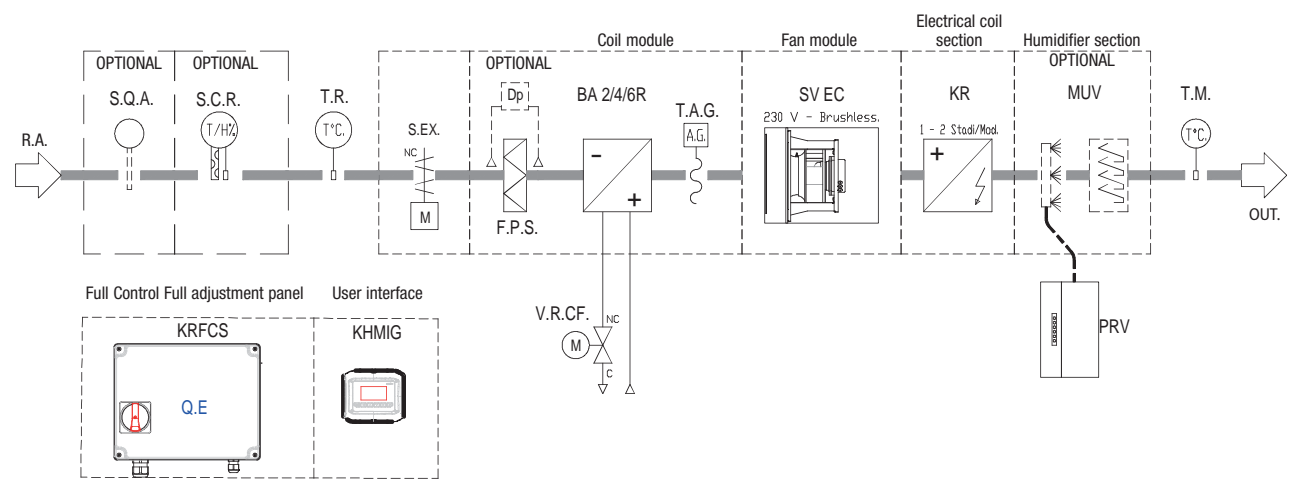 Electrical coil
section
Coil module
Fan module
Humidifier section
OPTIONAL
OPTIONAL
OPTIONAL
OPTIONAL
S.Q.A.
S.C.R.
T.R.
Dp
BA 2/4/6R
SV EC
KR
MUV
T.M.
T.A.G.
230 V - Brushless.
R.A.
T/H%
T°C.
S.EX.
NC
A.G.
1 - 2 Stadi/Mod.
T°C.
-
+
+
M
F.P.S.
OUT.
Full Control Full adjustment panel
User interface
V.R.CF.
NC
M
C
PRV
KRFCS
KHMIG
Q.E